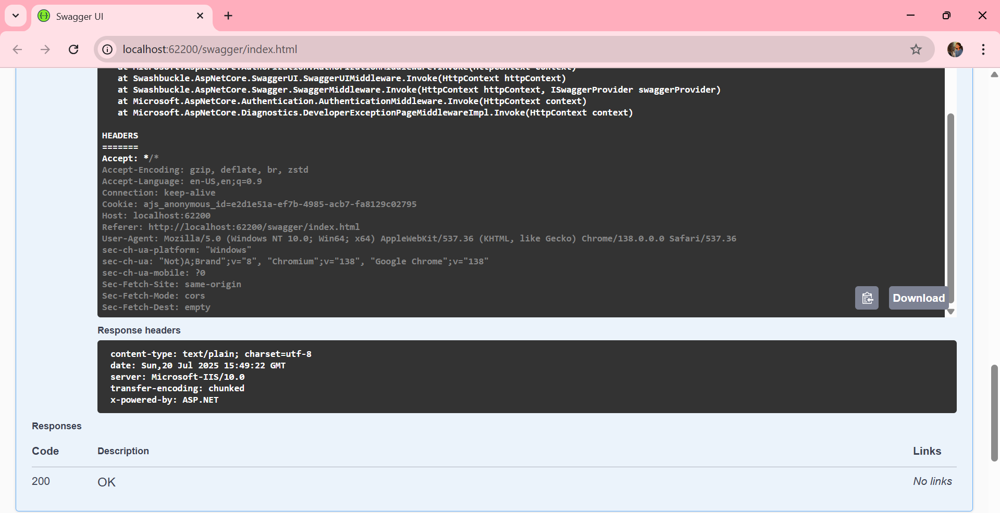 Swagger UI
localhost:62200/swagger/index.html
at Microsoft.AspNetCore.Authorization.AuthorizationMiddleware.Invoke(HttpContext context)
at Swashbuckle.AspNetCore.SwaggerUI.SwaggerUIMiddleware.Invoke(HttpContext httpContext)
at Swashbuckle.AspNetCore.Swagger.SwaggerMiddleware.Invoke(HttpContext httpContext, ISwaggerProvider swaggerProvider)
at Microsoft.AspNetCore.Authentication.AuthenticationMiddleware.Invoke(HttpContext context)
at Microsoft.AspNetCore.Diagnostics.DeveloperExceptionPageMiddlewareImpl.Invoke(HttpContext context)
HEADERS
=======
Accept: */*
Accept-Encoding: gzip, deflate, br, zstd
Accept-Language: en-US,en;q=0.9
Connection: keep-alive
Cookie: ajs_anonymous_id=e2d1e51a-ef7b-4985-acb7-fa8129c02795
Host: localhost:62200
Referer: http://localhost:62200/swagger/index.html
User-Agent: Mozilla/5.0 (Windows NT 10.0; Win64; x64) AppleWebKit/537.36 (KHTML, like Gecko) Chrome/138.0.0.0 Safari/537.36
sec-ch-ua-platform: "Windows"
sec-ch-ua: "Not)A;Brand";v="8", "Chromium";v="138", "Google Chrome";v="138"
sec-ch-ua-mobile: ?0
Sec-Fetch-Site: same-origin
Sec-Fetch-Mode: cors
Sec-Fetch-Dest: empty
Download
Response headers
content-type: text/plain; charset=utf-8
date: Sun,20 Jul 2025 15:49:22 GMT
server: Microsoft-IIS/10.0
transfer-encoding: chunked
x-powered-by: ASP.NET
Responses
Code Description Links
200 OK No links